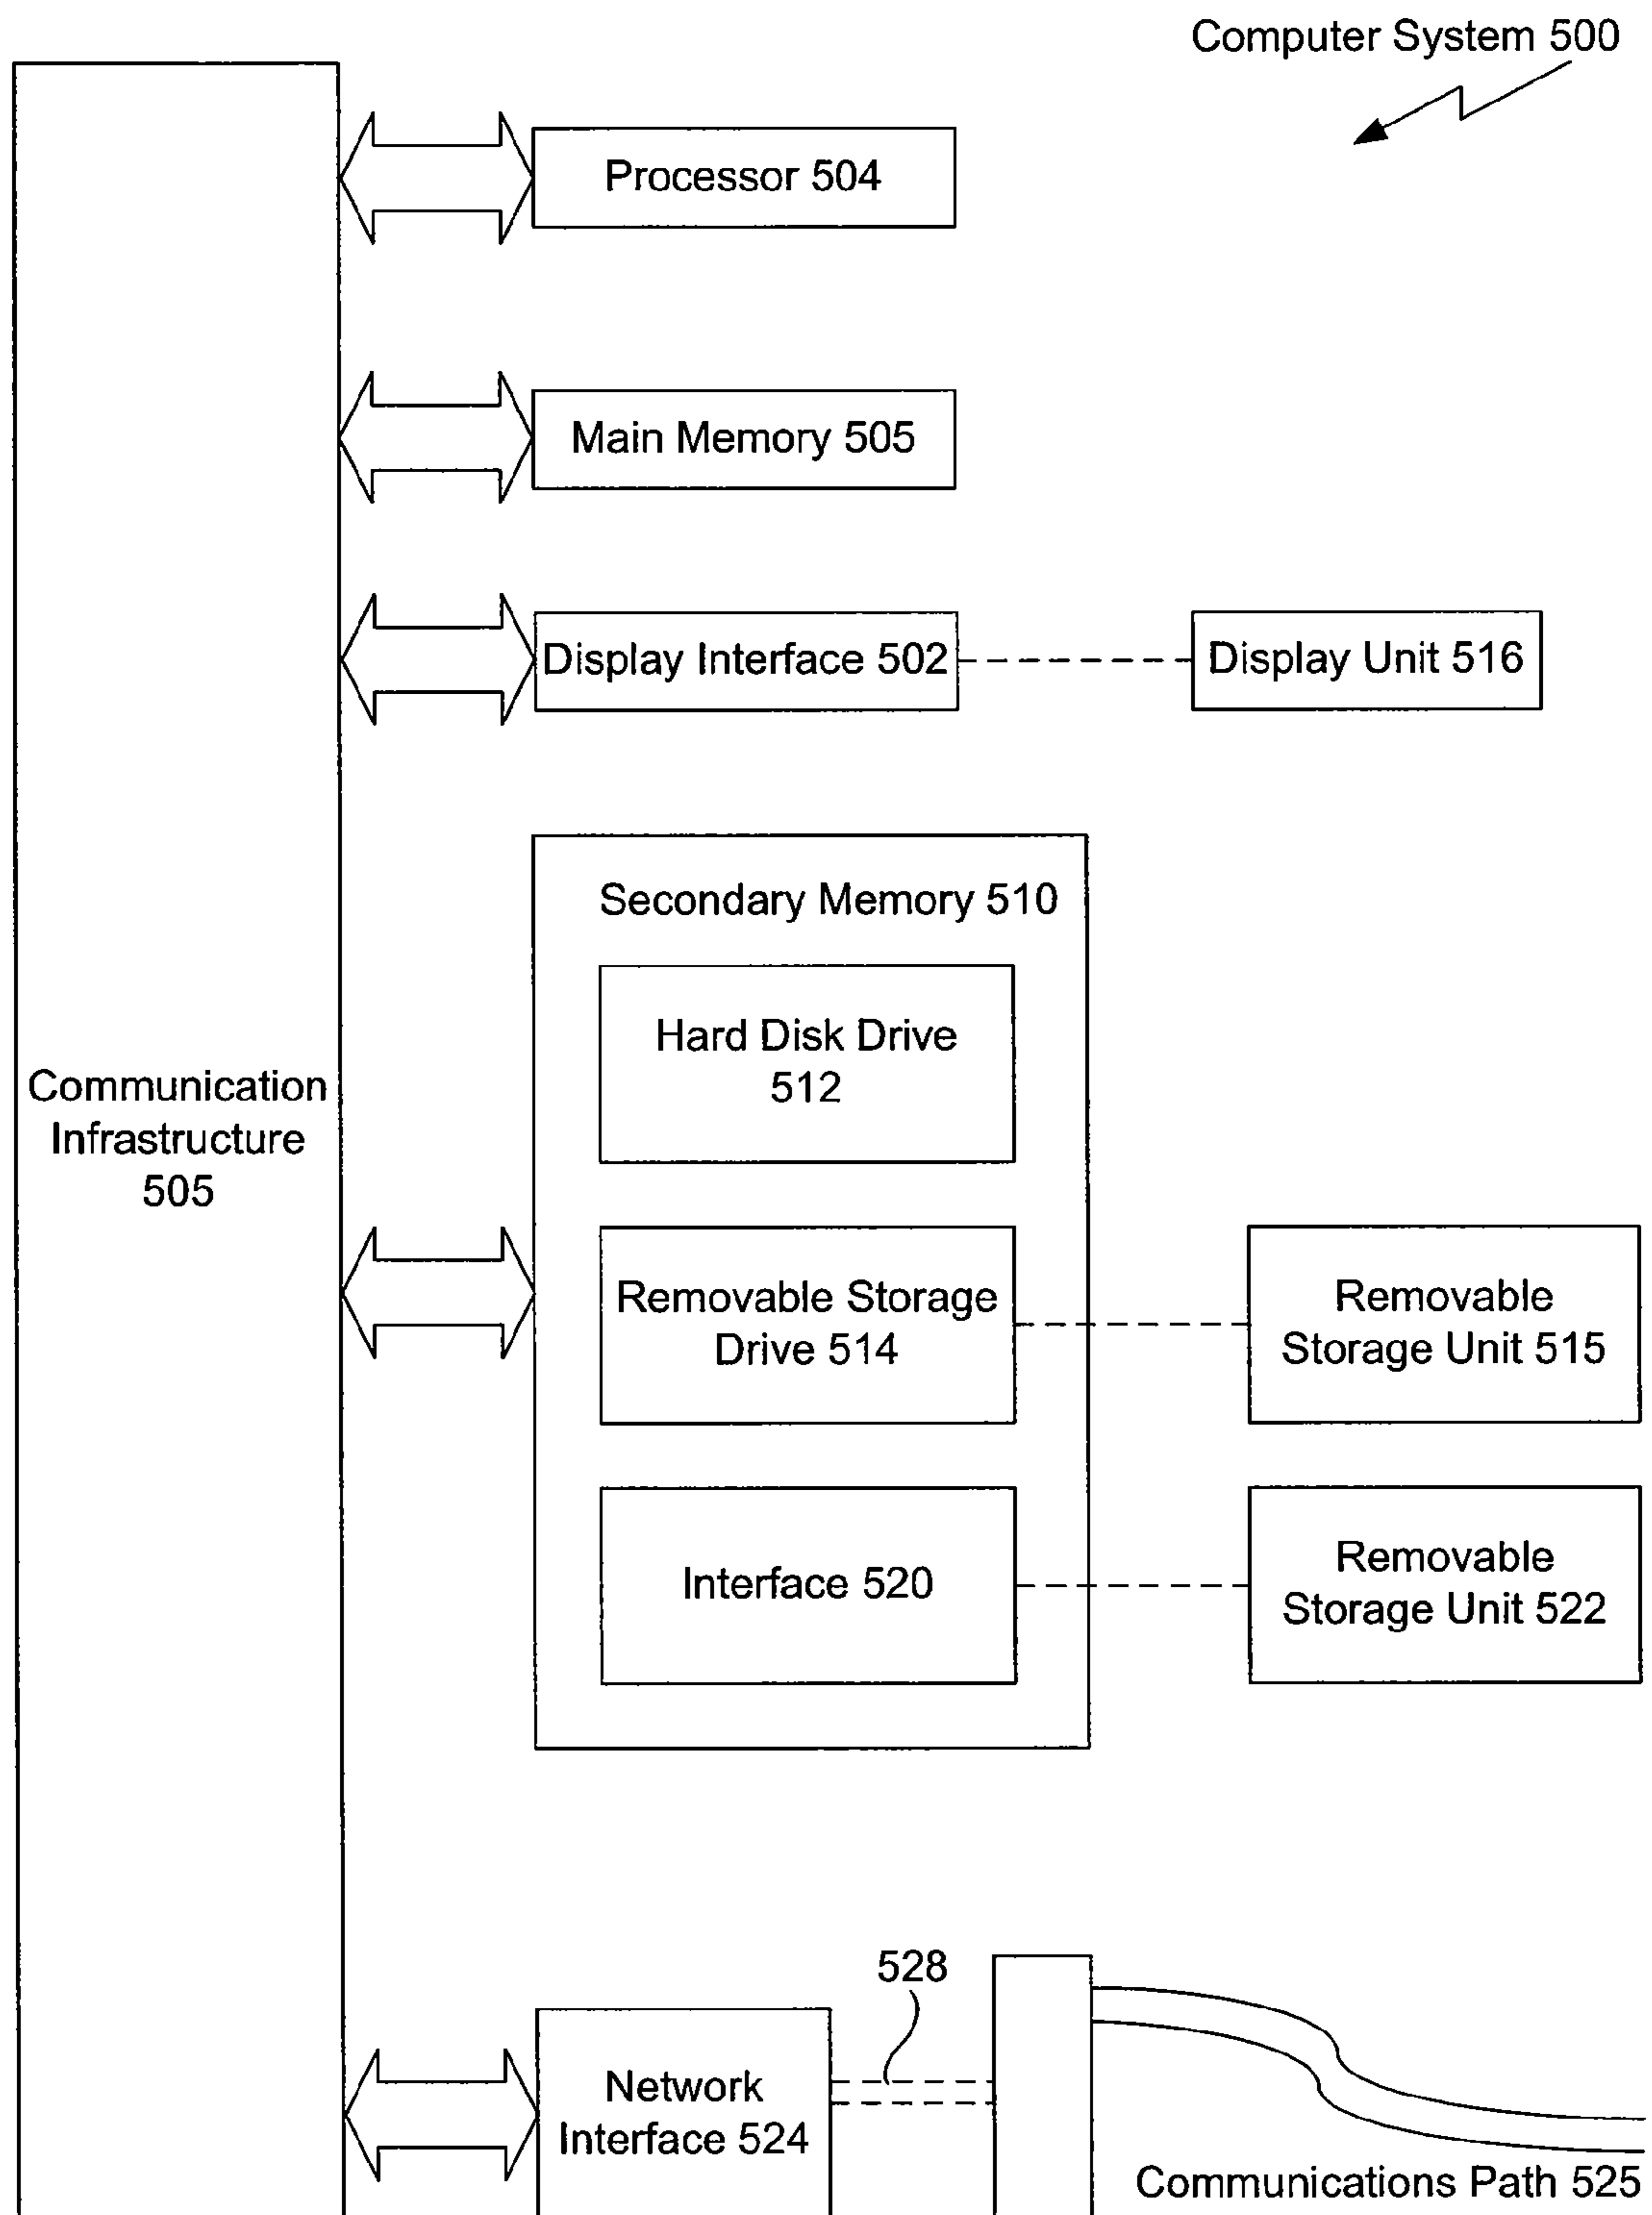 Computer System 500
Processor 504
Main Memory 505
Display Interface 502
Display Unit 516
Secondary Memory 510
Hard Disk Drive
512
Communication
Infrastructure
505
Removable Storage
Drive 514
Removable
Storage Unit 515
Interface 520
Removable
Storage Unit 522
528
Network
Interface 524
Communications Path 525